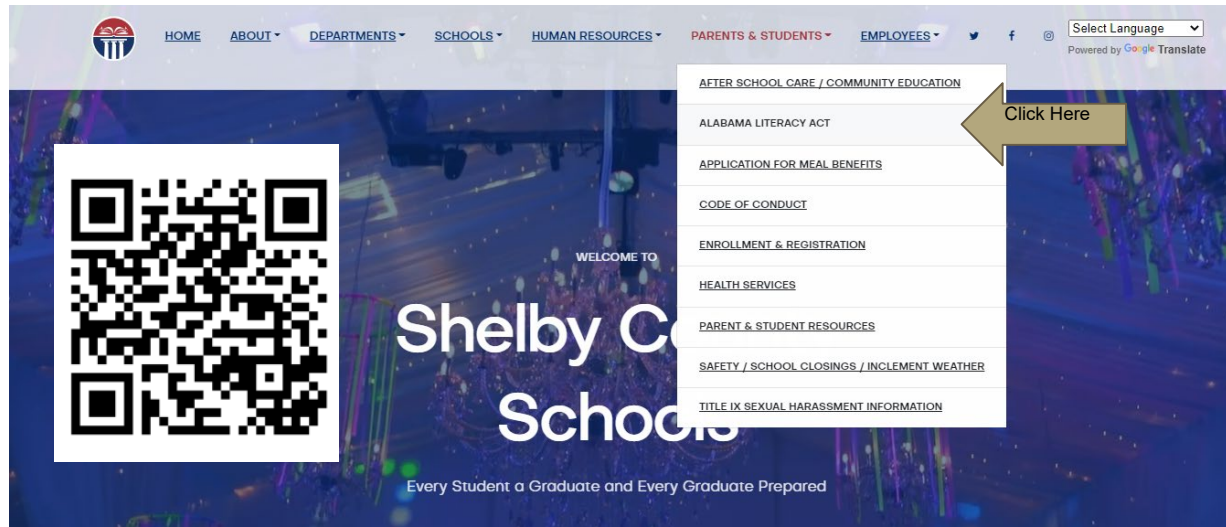 HOME ABOUT DEPARTMENTS SCHOOLS HUMAN RESOURCES PARENTS & STUDENTS EMPLOYEES
Select Language
Powered by Google Translate
AFTER SCHOOL CARE / COMMUNITY EDUCATION
ALABAMA LITERACY ACT
Click Here
APPLICATION FOR MEAL BENEFITS
CODE OF CONDUCT
ENROLLMENT & REGISTRATION
HEALTH SERVICES
PARENT & STUDENT RESOURCES
SAFETY / SCHOOL CLOSINGS / INCLEMENT WEATHER
TITLE IX SEXUAL HARASSMENT INFORMATION
WELCOME TO
Shelby
Schools
Every Student a Graduate and Every Graduate Prepared